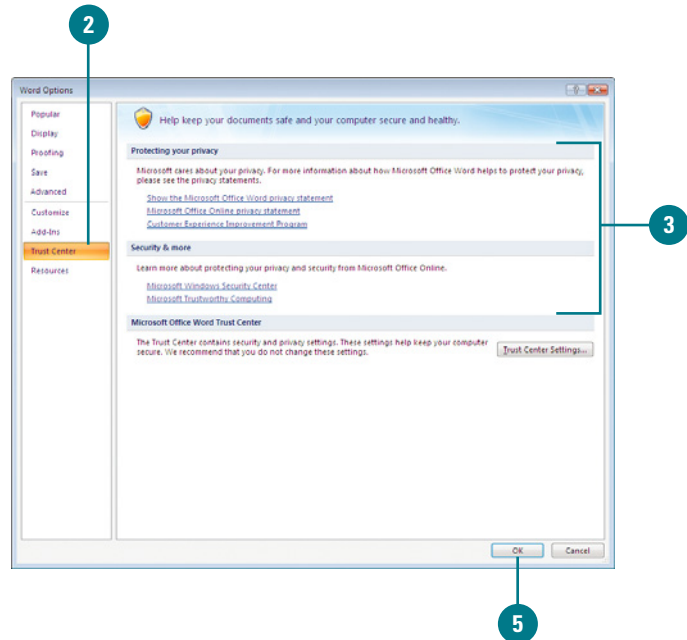 2
Word Options
Popular
Display
Proofing
Save
Advanced
Customize
Add-Ins
Trust Center
Resources
Help keep your documents safe and your computer secure and healthy.
Protecting your privacy
Microsoft cares about your privacy. For more information about how Microsoft Office Word helps to protect your privacy,
please see the privacy statements.
Show the Microsoft Office Word privacy statement
Microsoft Office Online privacy statement
Customer Experience Improvement Program
3
Security & more
Learn more about protecting your privacy and security from Microsoft Office Online.
Microsoft Windows Security Center
Microsoft Trustworthy Computing
Microsoft Office Word Trust Center
The Trust Center contains security and privacy settings. These settings help keep your computer
secure. We recommend that you do not change these settings.
Trust Center Settings...
OK
Cancel
5